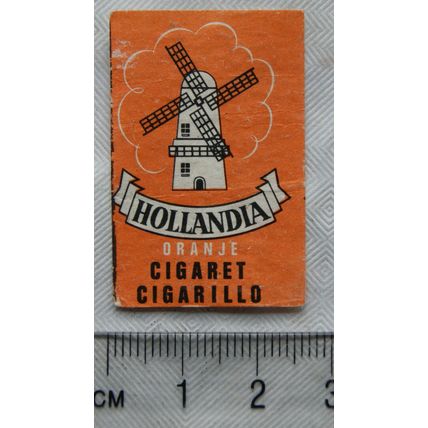 HOLLANDIA
ORANJE
CIGARET
CIGARILLO
CM 1 2 3